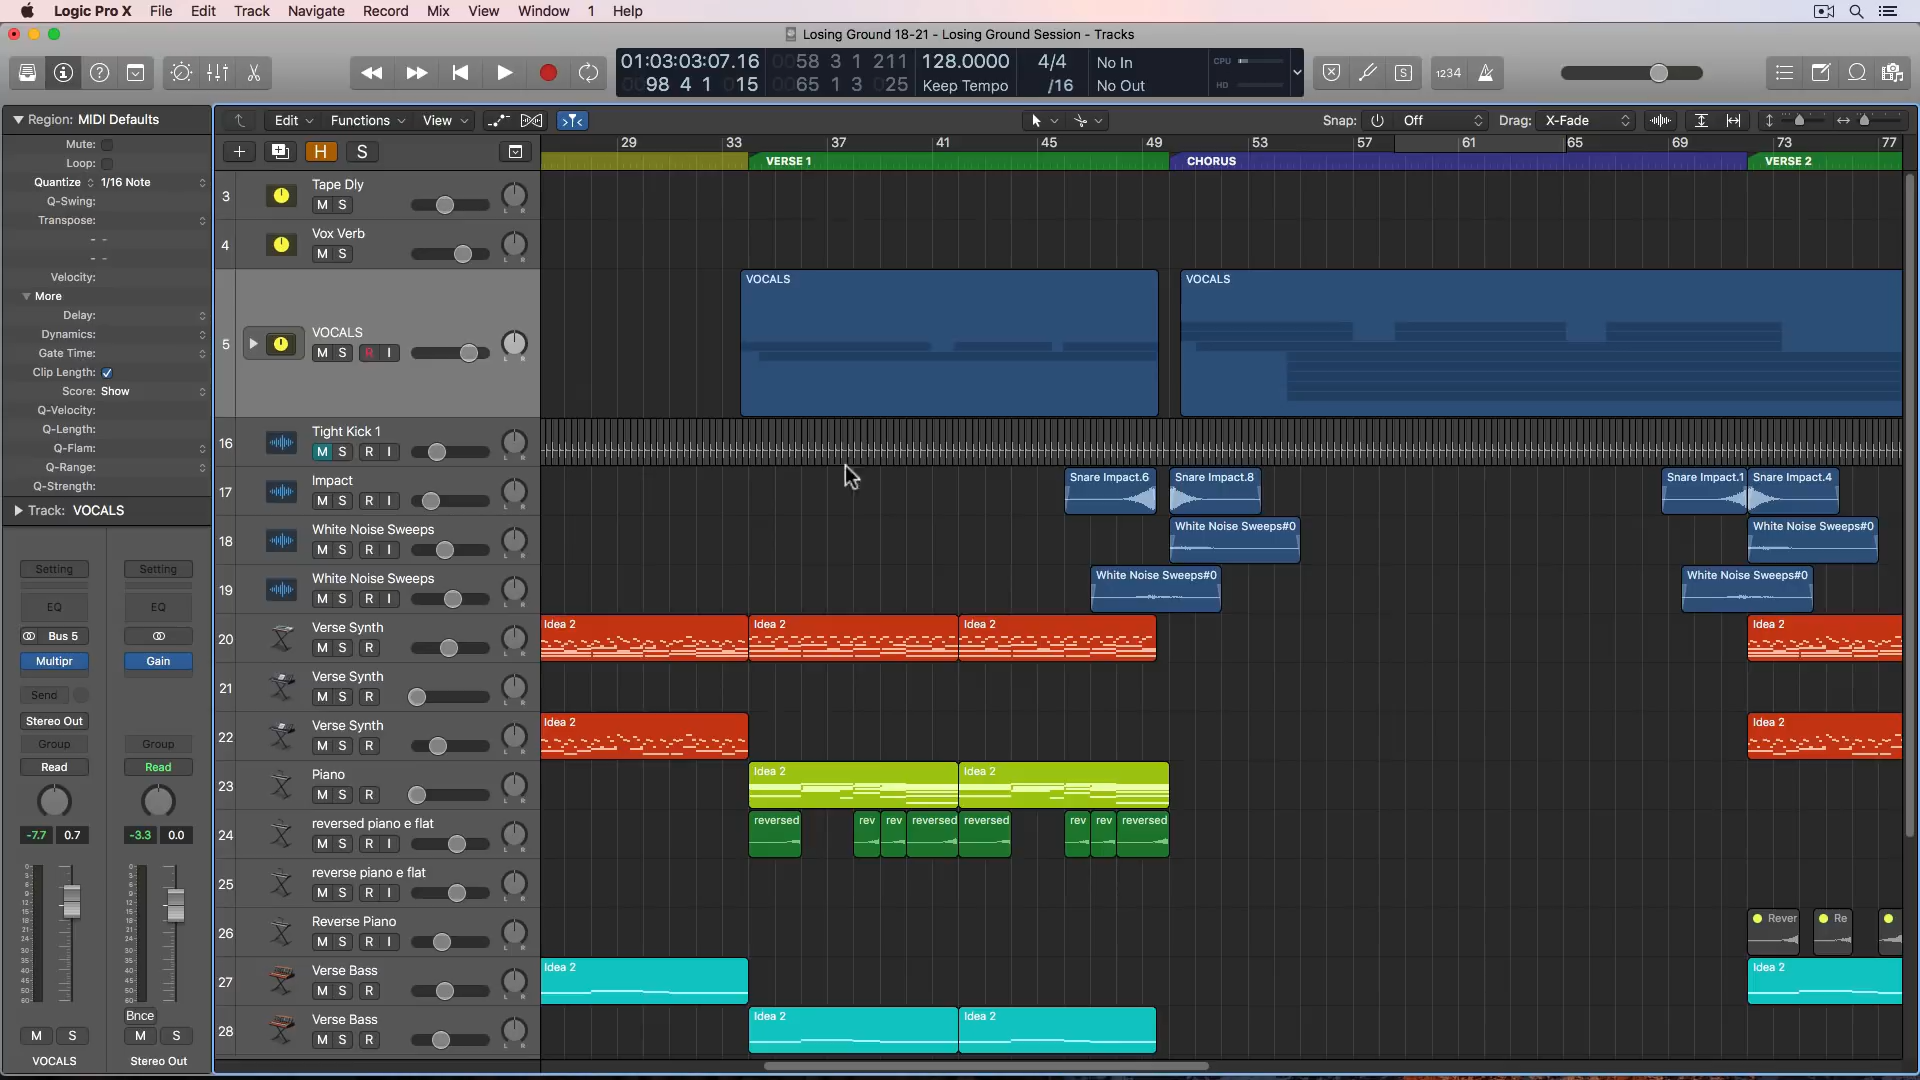 Logic Pro X File Edit Track Navigate Record Mix View Window 1 Help
Losing Ground 18-21 - Losing Ground Session - Tracks
01:03:03:07.16 0058 3 1 211 128.0000 4/4 No In CPU
98 4 1 015 0065 1 3 025 Keep Tempo /16 No Out HD
1234
Region: MIDI Defaults
Edit Functions View Snap: Off Drag: X-Fade
Mute:
Loop:
Quantize 1/16 Note
Q-Swing:
Transpose:
- -
- -
Velocity:
More
Delay:
Dynamics:
Gate Time:
Clip Length:
Score: Show
Q-Velocity:
Q-Length:
Q-Flam:
Q-Range:
Q-Strength:
Track: VOCALS
Setting Setting
EQ EQ
Bus 5
Multipr Gain
Send
Stereo Out
Group Group
Read Read
-7.7 0.7 -3.3 0.0
Bnce
M S M S
VOCALS Stereo Out
H S
29 33 37 41 45 49 53 57 61 65 69 73 77
VERSE 1 CHORUS VERSE 2
3 Tape Dly
M S L R
4 Vox Verb
M S L R
VOCALS VOCALS
5 VOCALS
M S R I L R
16 Tight Kick 1
M S R I L R
17 Impact Snare Impact.6 Snare Impact.8 Snare Impact.1 Snare Impact.4
M S R I L R
18 White Noise Sweeps White Noise Sweeps#0 White Noise Sweeps#0
M S R I L R
19 White Noise Sweeps White Noise Sweeps#0 White Noise Sweeps#0
M S R I L R
20 Verse Synth Idea 2 Idea 2 Idea 2 Idea 2
M S R L R
21 Verse Synth
M S R L R
22 Verse Synth Idea 2 Idea 2
M S R L R
23 Piano Idea 2 Idea 2
M S R L R
24 reversed piano e flat reversed rev rev reversed reversed rev rev reversed
M S R I L R
25 reverse piano e flat
M S R I L R
26 Reverse Piano Rever Re
M S R I L R
27 Verse Bass Idea 2 Idea 2
M S R L R
28 Verse Bass Idea 2 Idea 2
M S R L R